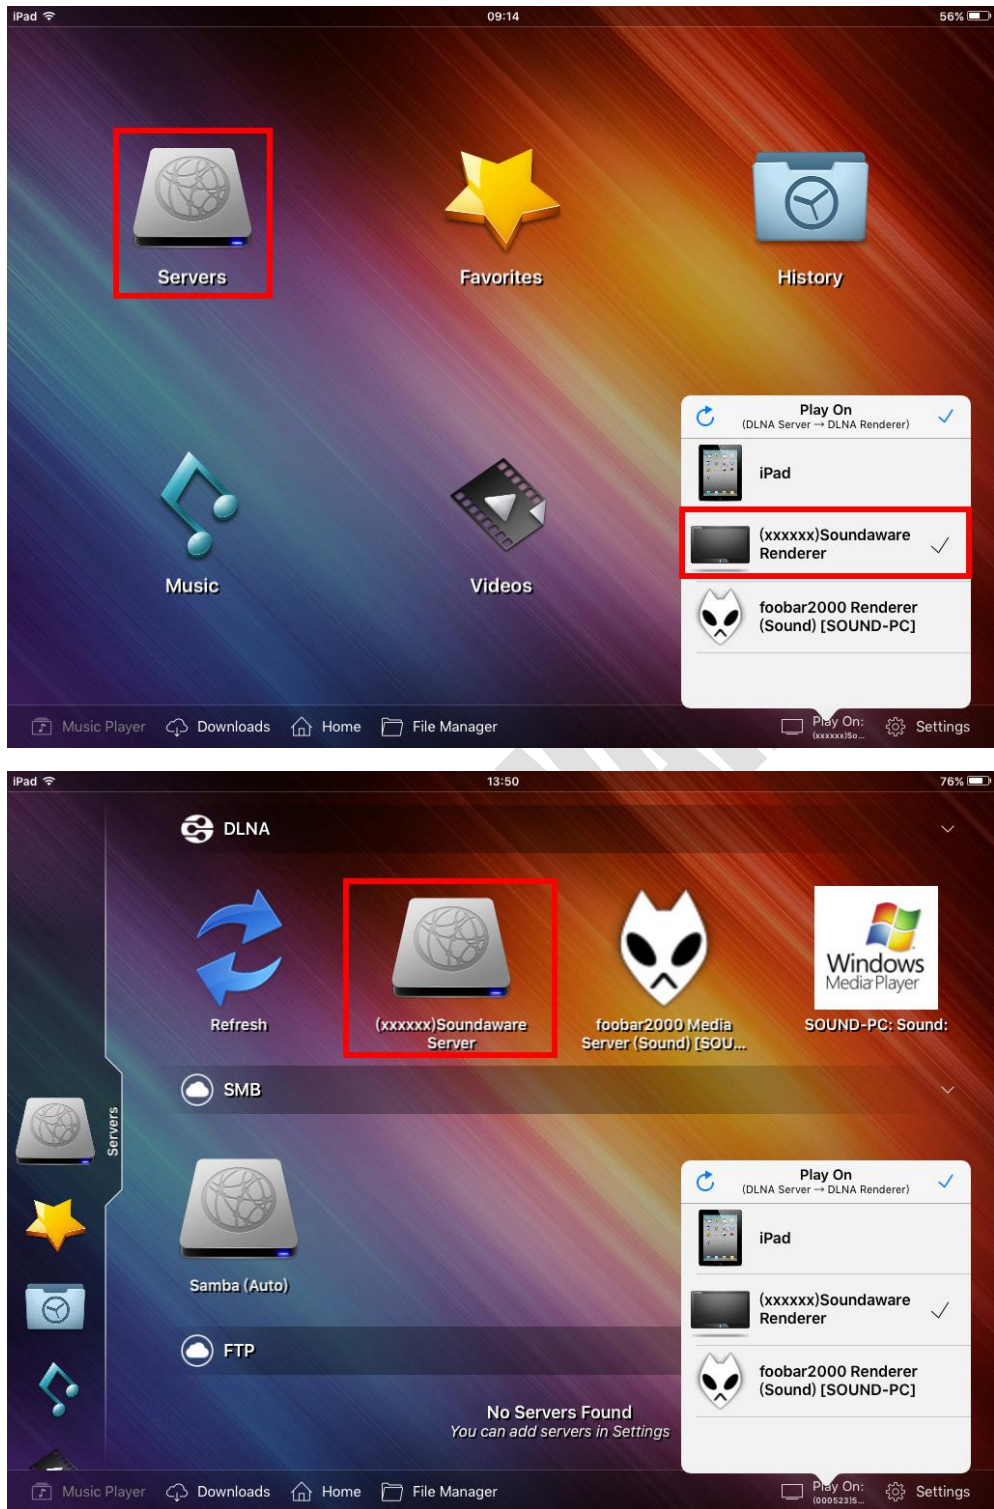 iPad 09:14 56%
Servers
Favorites
History
Music
Videos
Play On
(DLNA Server → DLNA Renderer)
iPad
(xxxxxx)Soundaware
Renderer
foobar2000 Renderer
(Sound) [SOUND-PC]
Music Player Downloads Home File Manager Play On: Settings
(xxxxxx)So...
iPad 13:50 76%
DLNA
Refresh
(xxxxxx)Soundaware
Server
foobar2000 Media
Server (Sound) [SOU...
Windows
Media Player
SOUND-PC: Sound:
SMB
Servers
Samba (Auto)
FTP
No Servers Found
You can add servers in Settings
Play On
(DLNA Server → DLNA Renderer)
iPad
(xxxxxx)Soundaware
Renderer
foobar2000 Renderer
(Sound) [SOUND-PC]
Music Player Downloads Home File Manager Play On: Settings
(000523)S...